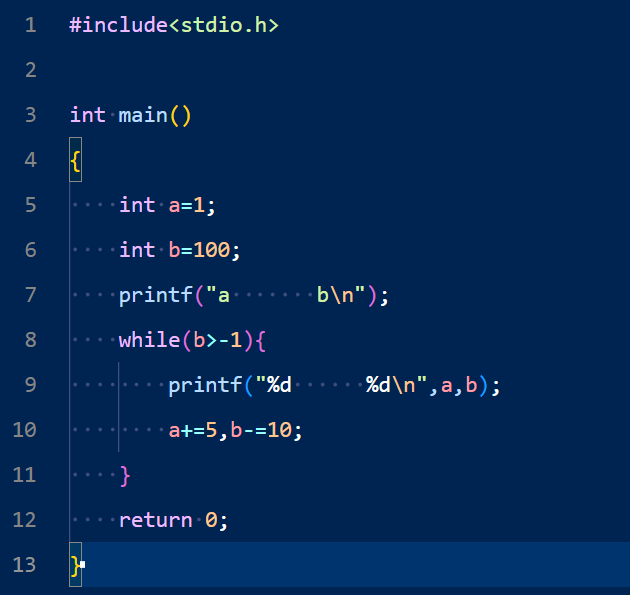 1 #include<stdio.h>
2
3 int main()
4 {
5     int a=1;
6     int b=100;
7     printf("a       b\n");
8     while(b>-1){
9         printf("%d      %d\n",a,b);
10         a+=5,b-=10;
11     }
12     return 0;
13 }